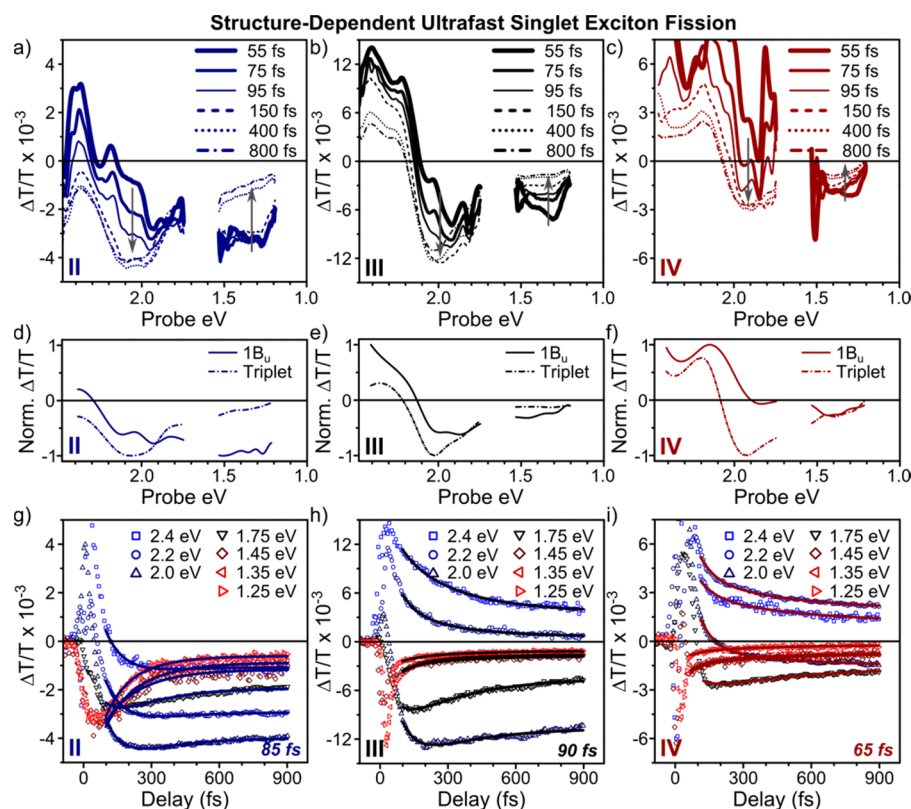 Structure-Dependent Ultrafast Singlet Exciton Fission
a)
4
2
0
-2
-4
ΔT/T x 10⁻³
55 fs
75 fs
95 fs
150 fs
400 fs
800 fs
II
2.0
1.5
1.0
Probe eV
b)
12
6
0
-6
-12
ΔT/T x 10⁻³
55 fs
75 fs
95 fs
150 fs
400 fs
800 fs
III
2.0
1.5
1.0
Probe eV
c)
4
2
0
-2
-4
ΔT/T x 10⁻³
55 fs
75 fs
95 fs
150 fs
400 fs
800 fs
IV
2.0
1.5
1.0
Probe eV
d)
1
0
-1
Norm. ΔT/T
1Bᵤ
Triplet
II
2.0
1.5
1.0
Probe eV
e)
1
0
-1
Norm. ΔT/T
1Bᵤ
Triplet
III
2.0
1.5
1.0
Probe eV
f)
1
0
-1
Norm. ΔT/T
1Bᵤ
Triplet
IV
2.0
1.5
1.0
Probe eV
g)
4
2
0
-2
-4
ΔT/T x 10⁻³
2.4 eV 1.75 eV
2.2 eV 1.45 eV
2.0 eV 1.35 eV
1.25 eV
II
85 fs
0 300 600 900
Delay (fs)
h)
12
6
0
-6
-12
ΔT/T x 10⁻³
2.4 eV 1.75 eV
2.2 eV 1.45 eV
2.0 eV 1.35 eV
1.25 eV
III
90 fs
0 300 600 900
Delay (fs)
i)
6
3
0
-3
-6
ΔT/T x 10⁻³
2.4 eV 1.75 eV
2.2 eV 1.45 eV
2.0 eV 1.35 eV
1.25 eV
IV
65 fs
0 300 600 900
Delay (fs)